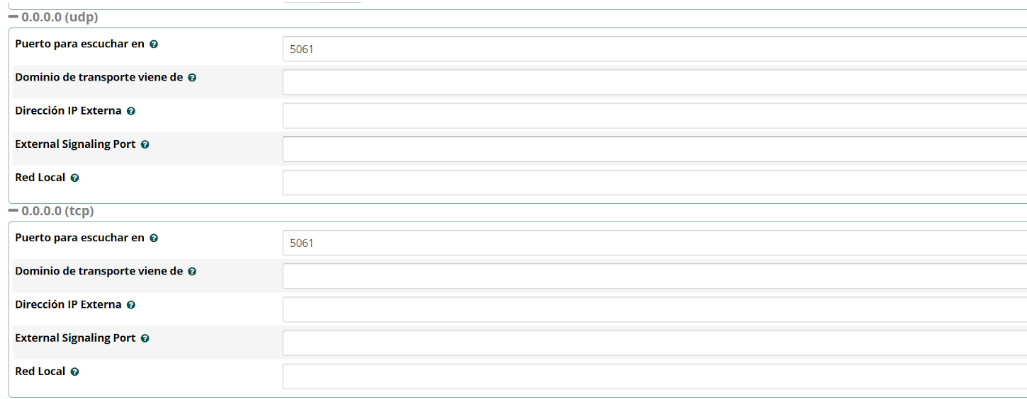 0.0.0.0 (udp)
Puerto para escuchar en
5061
Dominio de transporte viene de
Dirección IP Externa
External Signaling Port
Red Local
0.0.0.0 (tcp)
Puerto para escuchar en
5061
Dominio de transporte viene de
Dirección IP Externa
External Signaling Port
Red Local